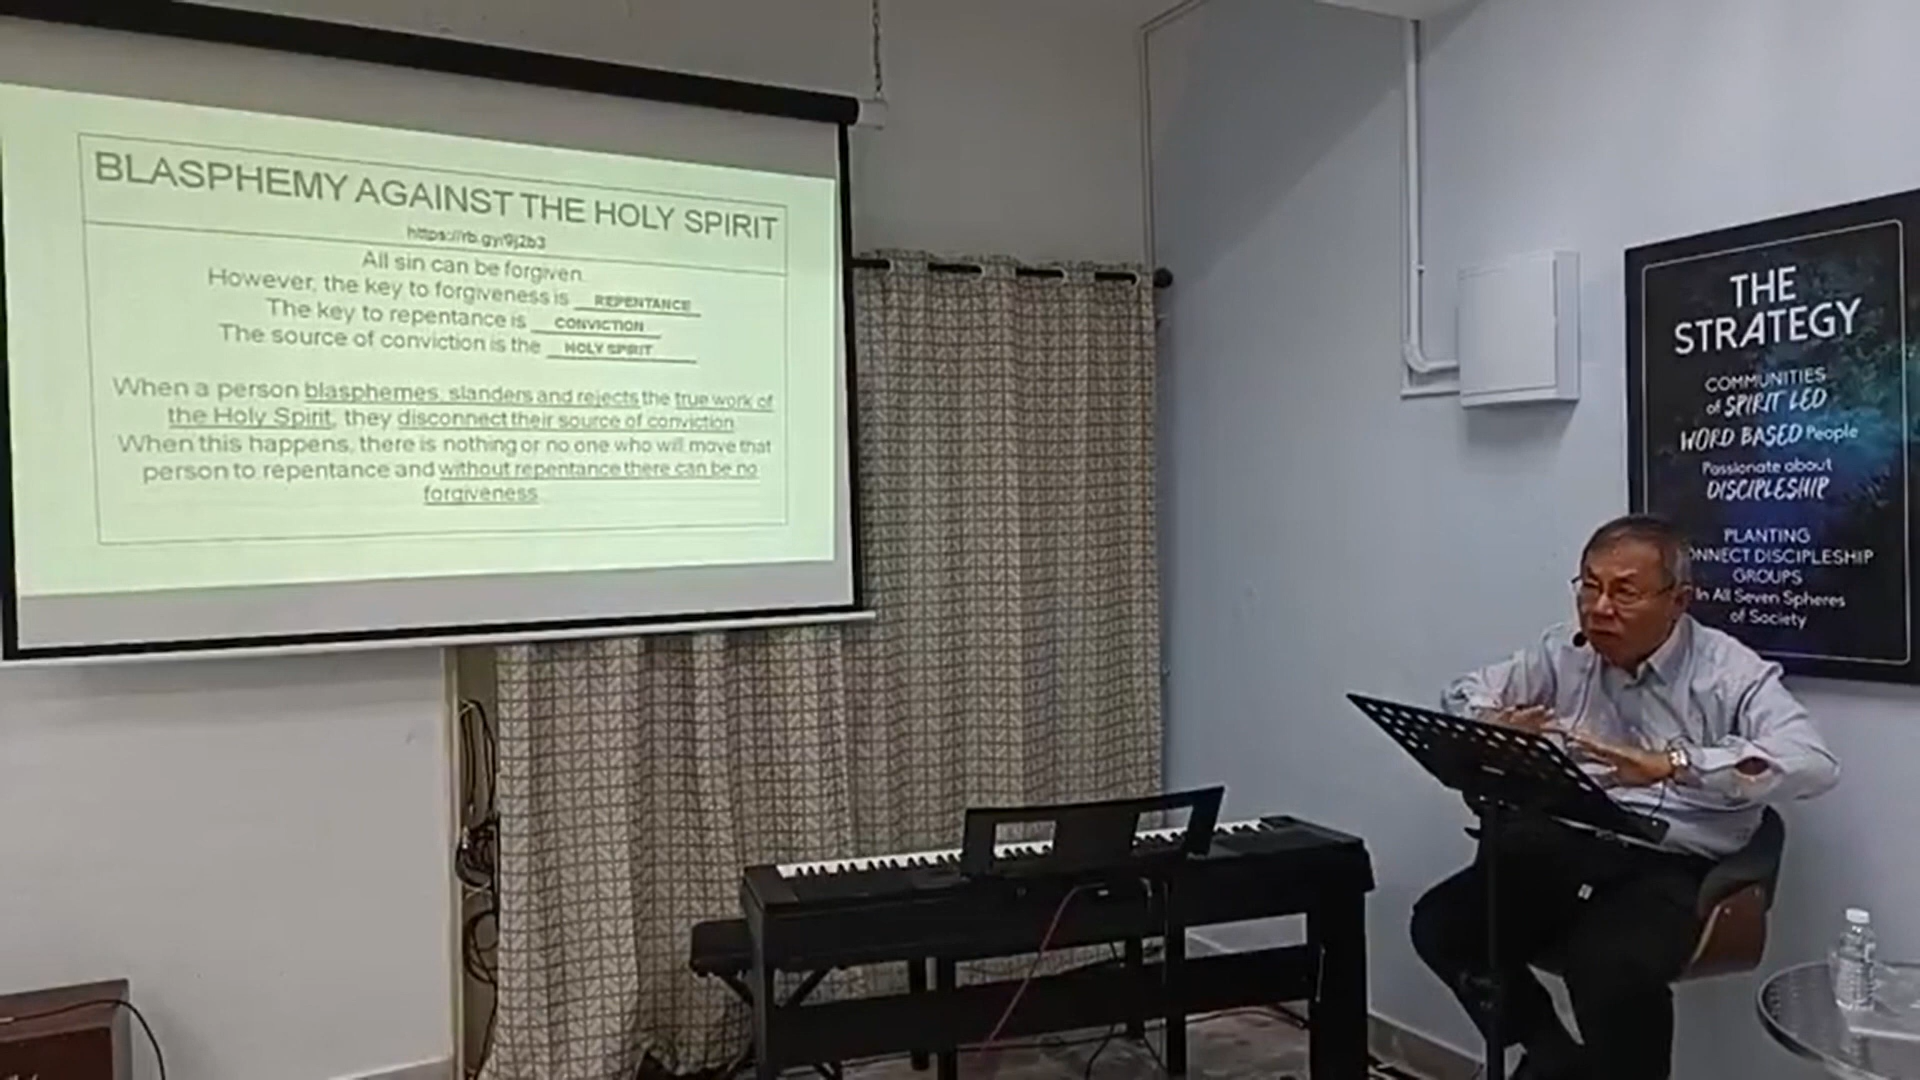 BLASPHEMY AGAINST THE HOLY SPIRIT
https://rb.gy/9j2b3
All sin can be forgiven.
However, the key to forgiveness is REPENTANCE
The key to repentance is CONVICTION
The source of conviction is the HOLY SPIRIT
When a person blasphemes, slanders and rejects the true work of
the Holy Spirit, they disconnect their source of conviction.
When this happens, there is nothing or no one who will move that
person to repentance and without repentance there can be no
forgiveness.
THE
STRATEGY
COMMUNITIES
of SPIRIT LED
WORD BASED People
Passionate about
DISCIPLESHIP
PLANTING
ONNECT DISCIPLESHIP
GROUPS
In All Seven Spheres
of Society